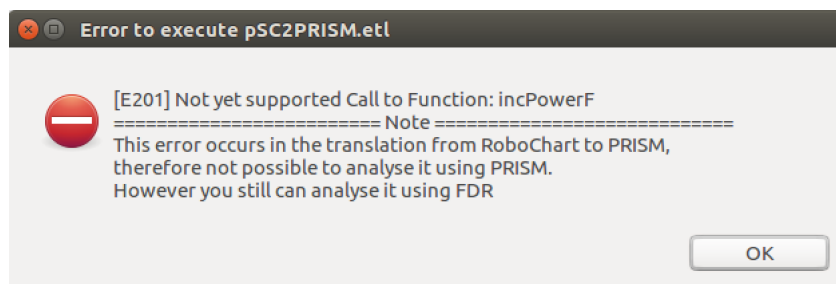 Error to execute pSC2PRISM.etl
[E201] Not yet supported Call to Function: incPowerF
========================= Note ===========================
This error occurs in the translation from RoboChart to PRISM,
therefore not possible to analyse it using PRISM.
However you still can analyse it using FDR
OK